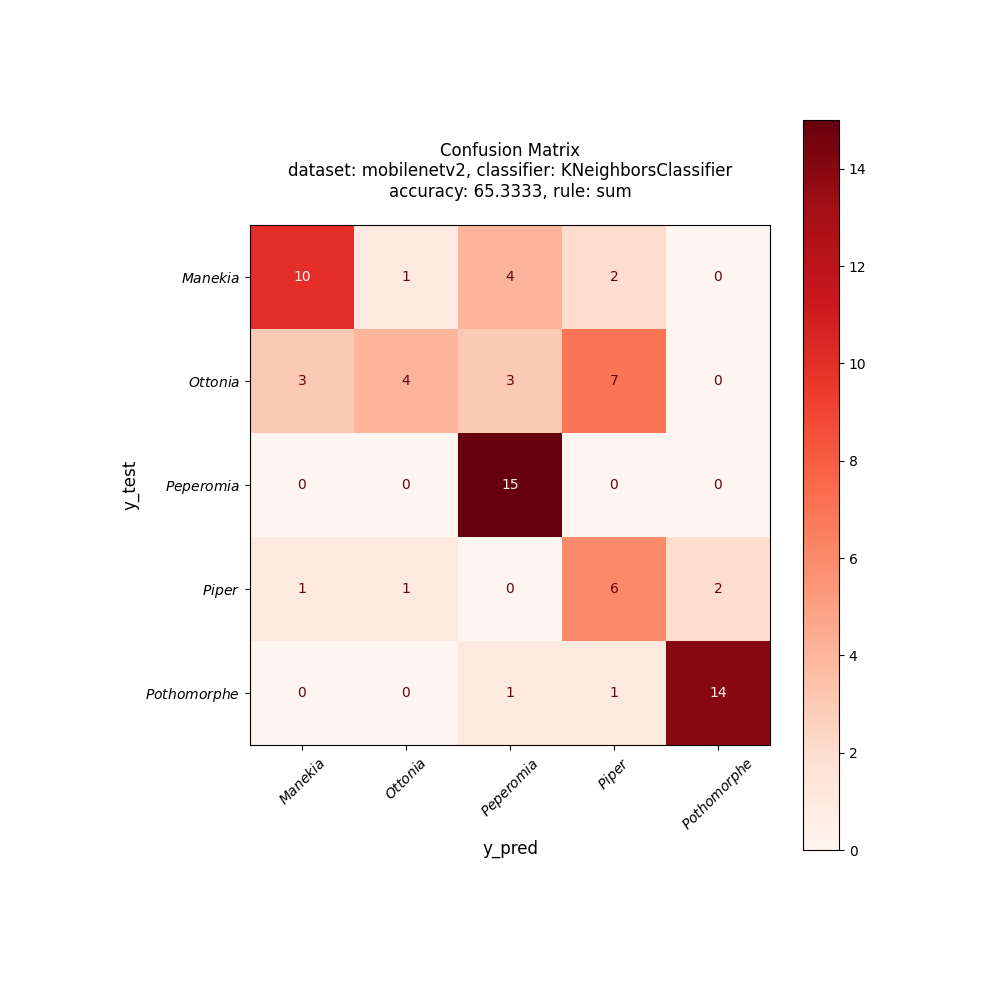 Confusion Matrix
dataset: mobilenetv2, classifier: KNeighborsClassifier
accuracy: 65.3333, rule: sum
y_test
Manekia 10 1 4 2 0
Ottonia 3 4 3 7 0
Peperomia 0 0 15 0 0
Piper 1 1 0 6 2
Pothomorphe 0 0 1 1 14
Manekia Ottonia Peperomia Piper Pothomorphe
y_pred
14
12
10
8
6
4
2
0